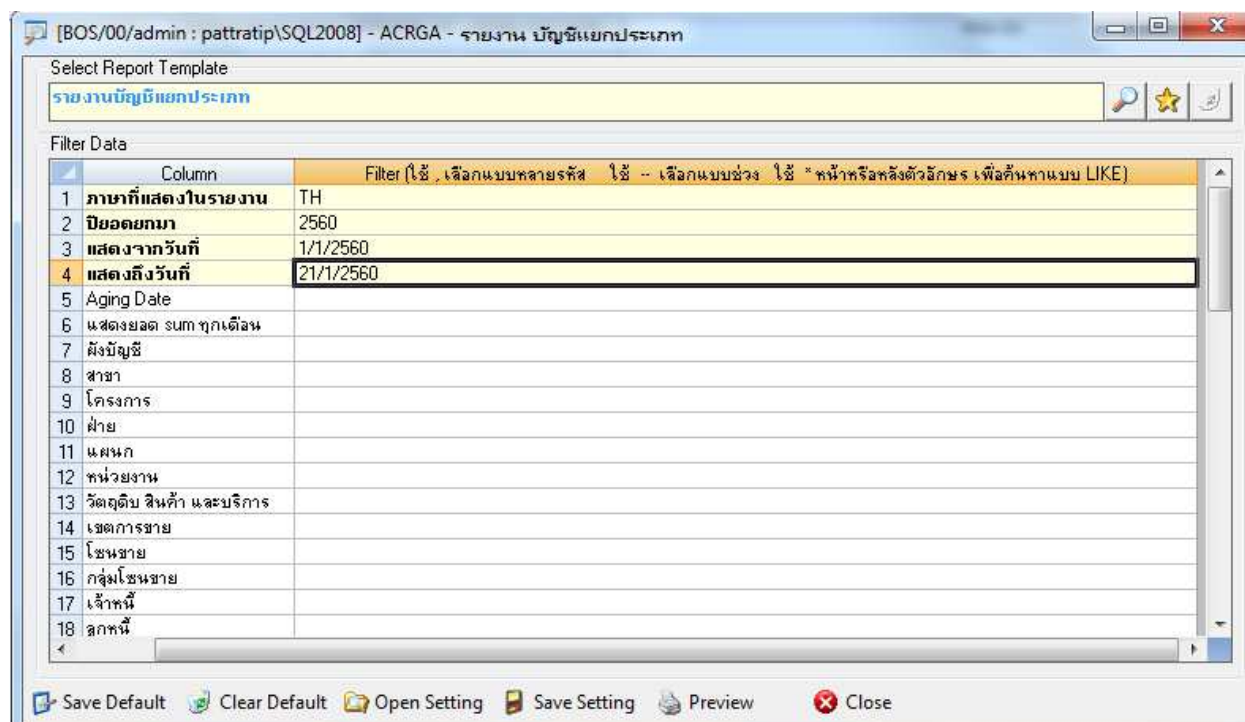 [BOS/00/admin : pattratip\SQL2008] - ACRGA - รายงาน บัญชีแยกประเภท
Select Report Template
รายงานบัญชีแยกประเภท
Filter Data
Column Filter (ใช้ , เลือกแบบหลายรหัส ใช้ -- เลือกแบบช่วง ใช้ * หน้าหรือหลังตัวอักษร เพื่อค้นหาแบบ LIKE)
1 ภาษาที่แสดงในรายงาน TH
2 ปียอดยกมา 2560
3 แสดงจากวันที่ 1/1/2560
4 แสดงถึงวันที่ 21/1/2560
5 Aging Date
6 แสดงยอด sum ทุกเดือน
7 ผังบัญชี
8 สาขา
9 โครงการ
10 ฝ่าย
11 แผนก
12 หน่วยงาน
13 วัตถุดิบ สินค้า และบริการ
14 เขตการขาย
15 โซนขาย
16 กลุ่มโซนขาย
17 เจ้าหนี้
18 ลูกหนี้
Save Default Clear Default Open Setting Save Setting Preview Close